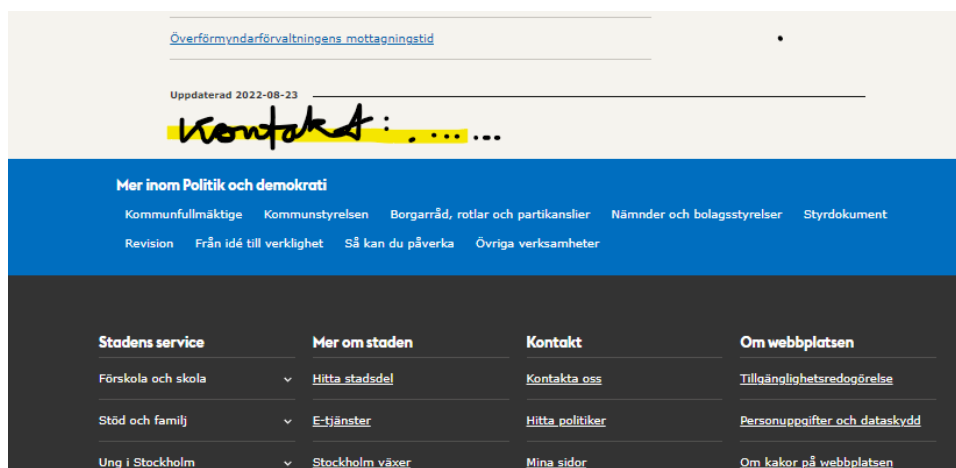 Överförmyndarförvaltningens mottagningstid
Uppdaterad 2022-08-23
Kontakt: . ... ...
Mer inom Politik och demokrati
Kommunfullmäktige Kommunstyrelsen Borgarråd, rotlar och partikanslier Nämnder och bolagsstyrelser Styrdokument
Revision Från idé till verklighet Så kan du påverka Övriga verksamheter
Stadens service Mer om staden Kontakt Om webbplatsen
Förskola och skola Hitta stadsdel Kontakta oss Tillgänglighetsredogörelse
Stöd och familj E-tjänster Hitta politiker Personuppgifter och dataskydd
Ung i Stockholm Stockholm växer Mina sidor Om kakor på webbplatsen